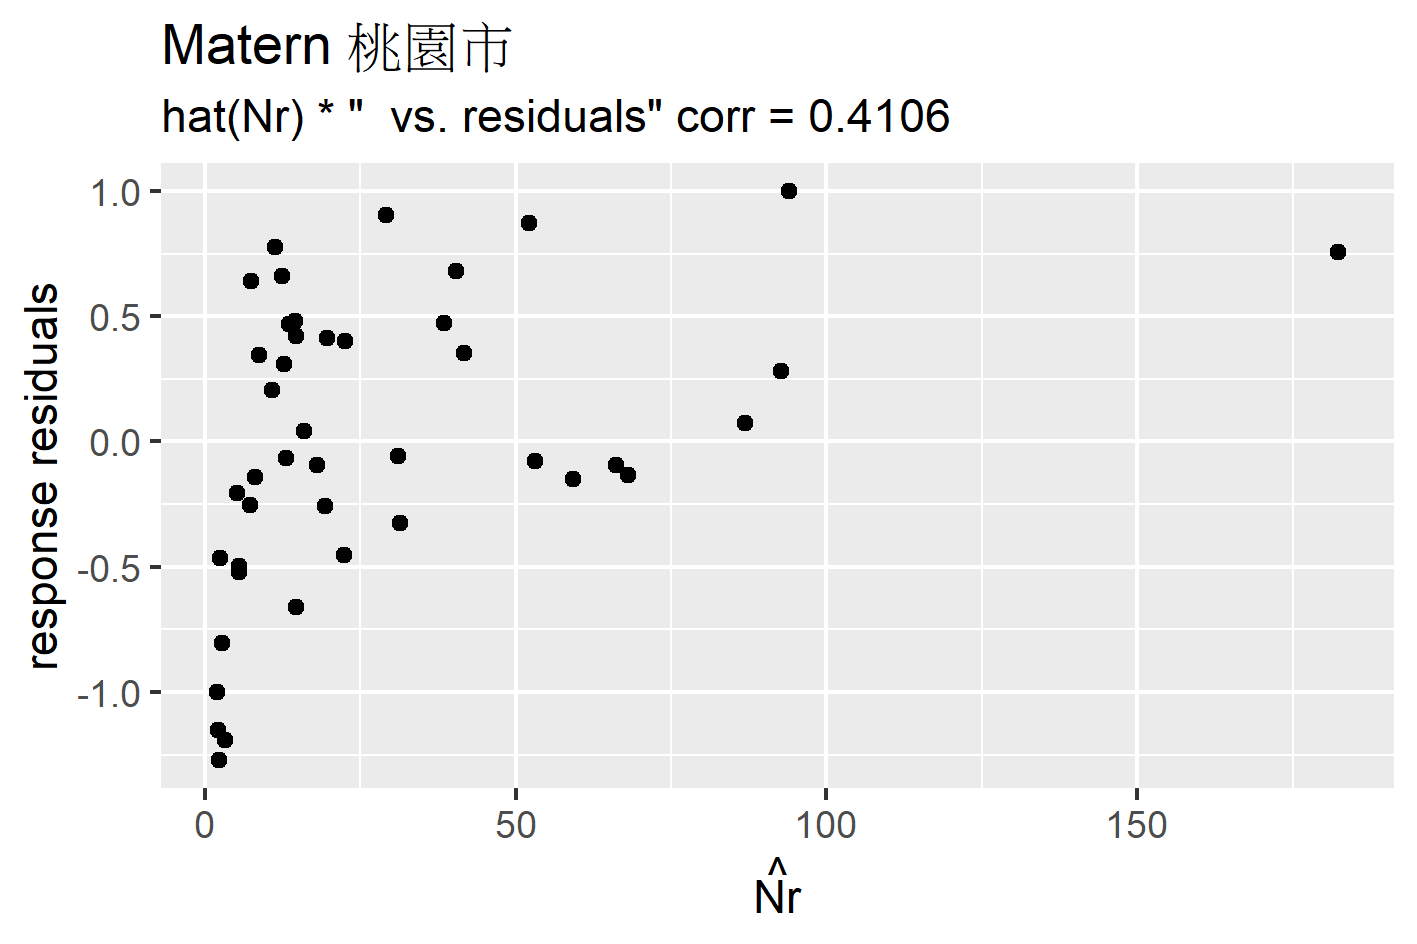 Matern 桃園市
hat(Nr) * "  vs. residuals" corr = 0.4106
response residuals
1.0
0.5
0.0
-0.5
-1.0
0
50
100
150
N̂r